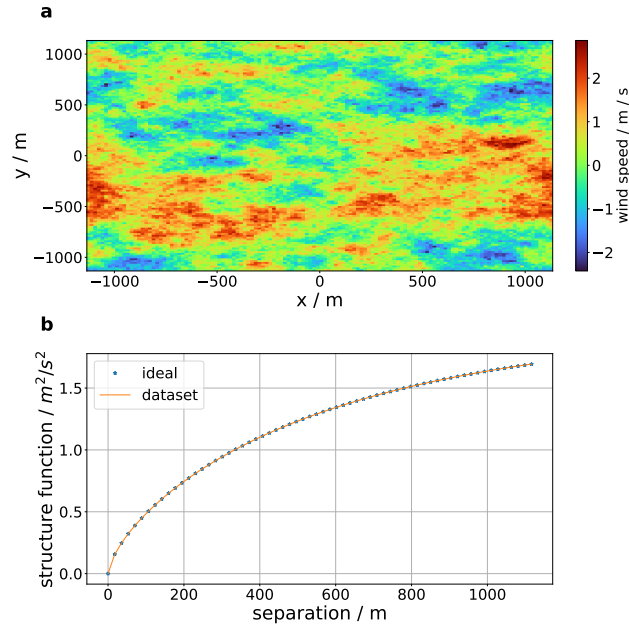 a
y / m
1000
500
0
−500
−1000
−1000
−500
0
500
1000
x / m
2
1
0
−1
−2
wind speed / m / s
b
structure function / m²/s²
1.5
1.0
0.5
0.0
ideal
dataset
0
200
400
600
800
1000
separation / m